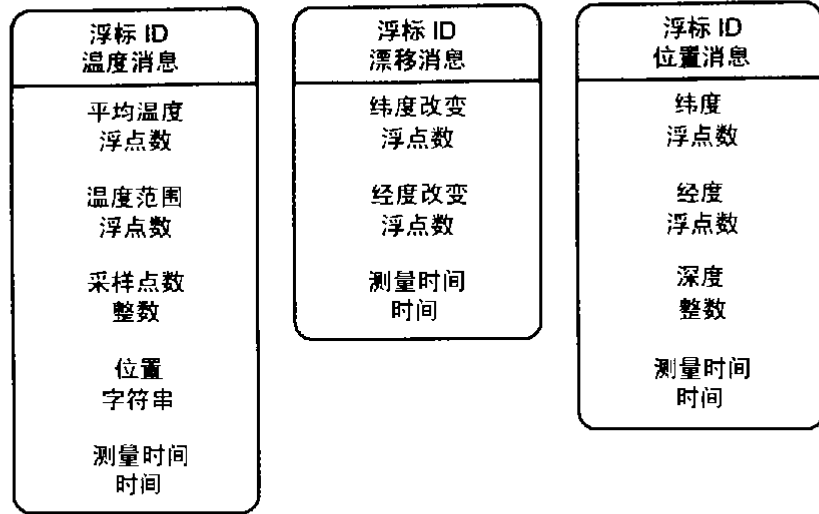 浮标 ID
温度消息
平均温度
浮点数
温度范围
浮点数
采样点数
整数
位置
字符串
测量时间
时间
浮标 ID
漂移消息
纬度改变
浮点数
经度改变
浮点数
测量时间
时间
浮标 ID
位置消息
纬度
浮点数
经度
浮点数
深度
整数
测量时间
时间